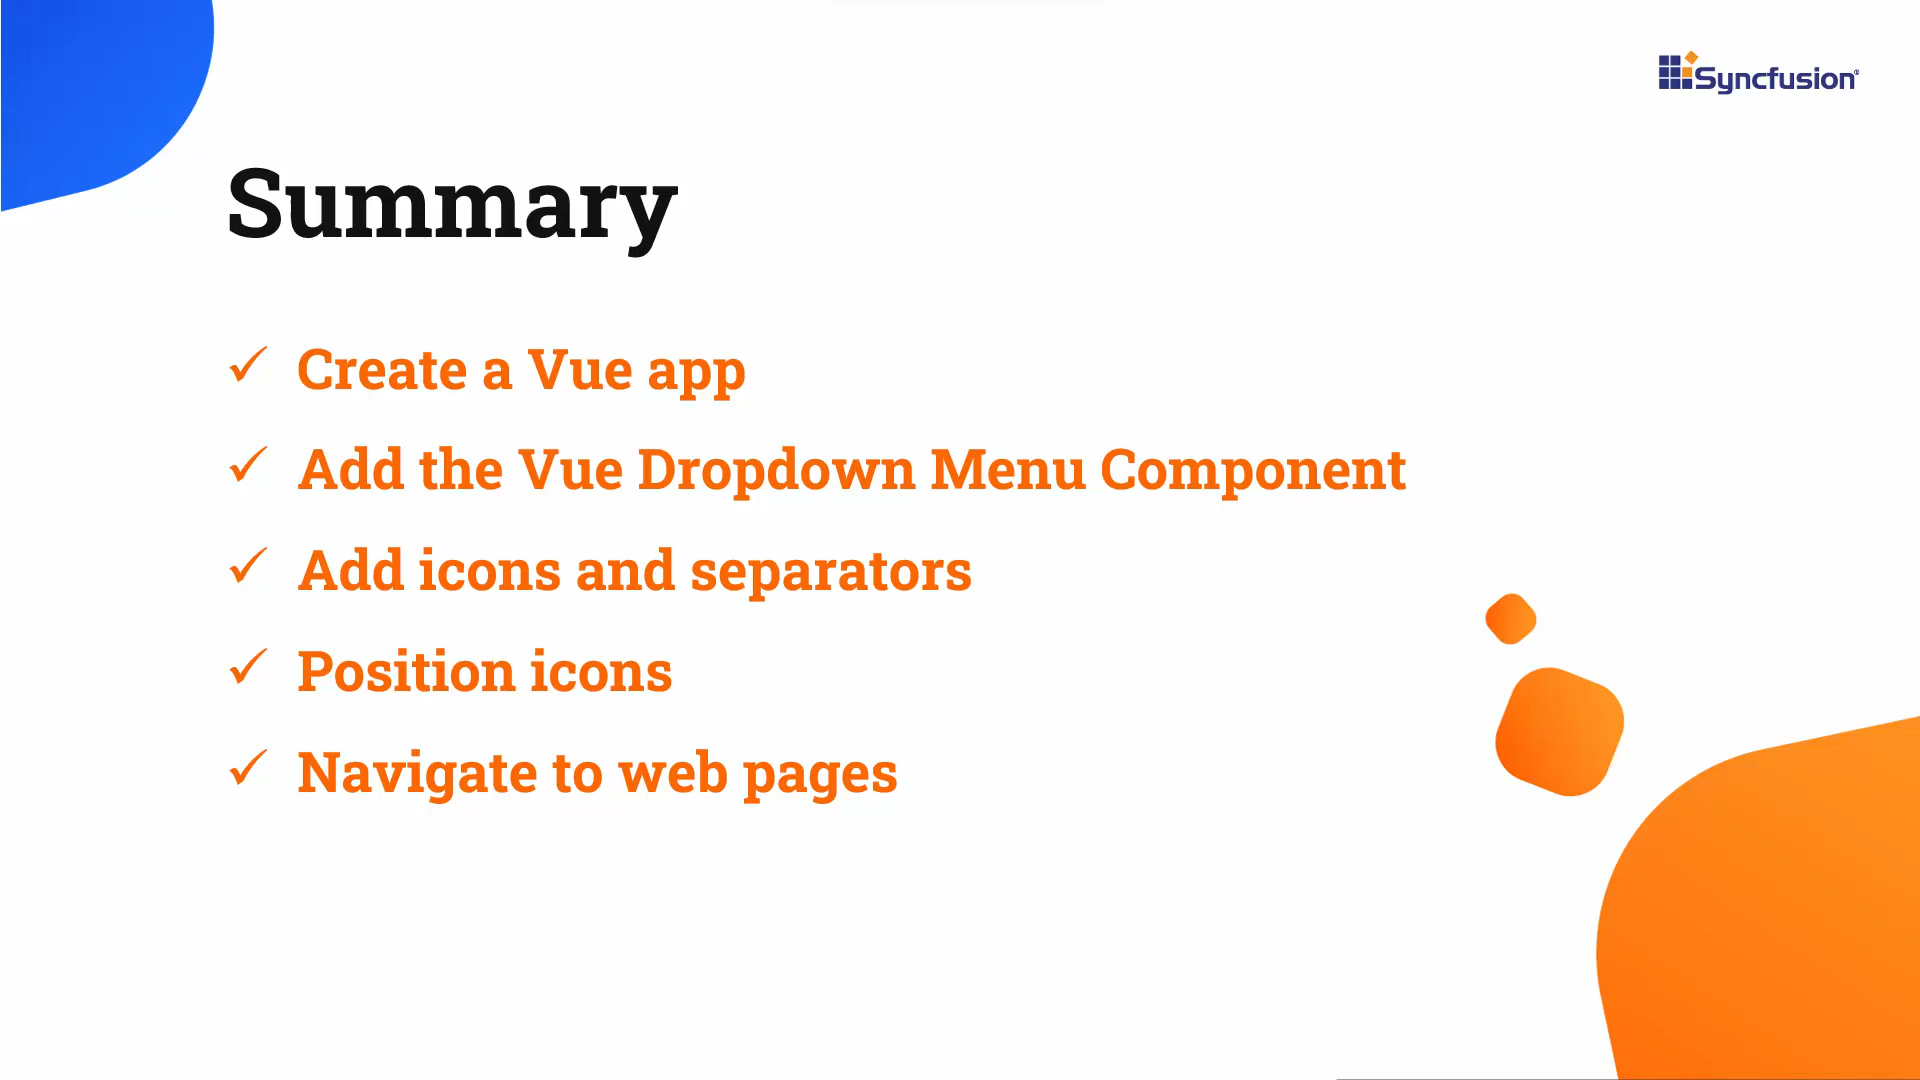 Syncfusion®
Summary
✓ Create a Vue app
✓ Add the Vue Dropdown Menu Component
✓ Add icons and separators
✓ Position icons
✓ Navigate to web pages